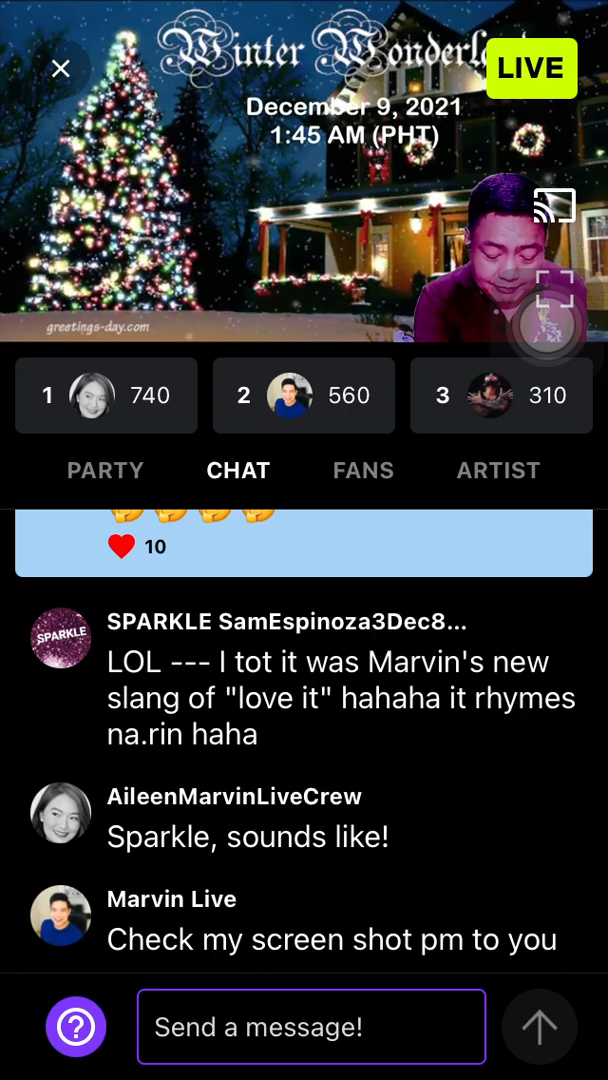 Winter Wonderl
LIVE
December 9, 2021
1:45 AM (PHT)
greetings-day.com
1 740 2 560 3 310
PARTY CHAT FANS ARTIST
10
SPARKLE
SPARKLE SamEspinoza3Dec8...
LOL --- I tot it was Marvin's new
slang of "love it" hahaha it rhymes
na.rin haha
AileenMarvinLiveCrew
Sparkle, sounds like!
Marvin Live
Check my screen shot pm to you
Send a message!